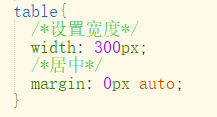 table{
/*设置宽度*/
width: 300px;
/*居中*/
margin: 0px auto;
}